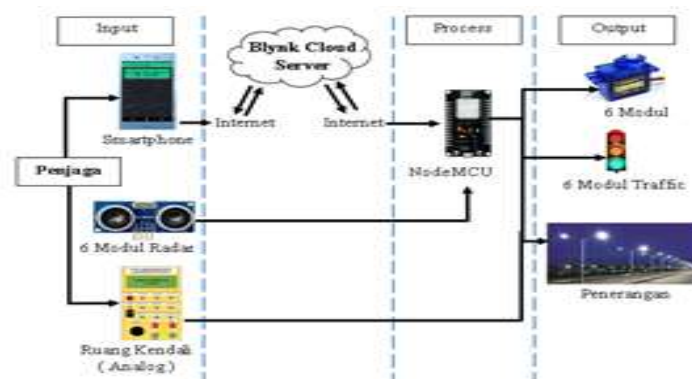 Input
Blynk Cloud
Server
Process
Output
Smartphone
Internet
Internet
NodeMCU
6 Modul
6 Modul Traffic
Penjaga
6 Modul Radar
Penerangan
Ruang Kendali
( Analog )